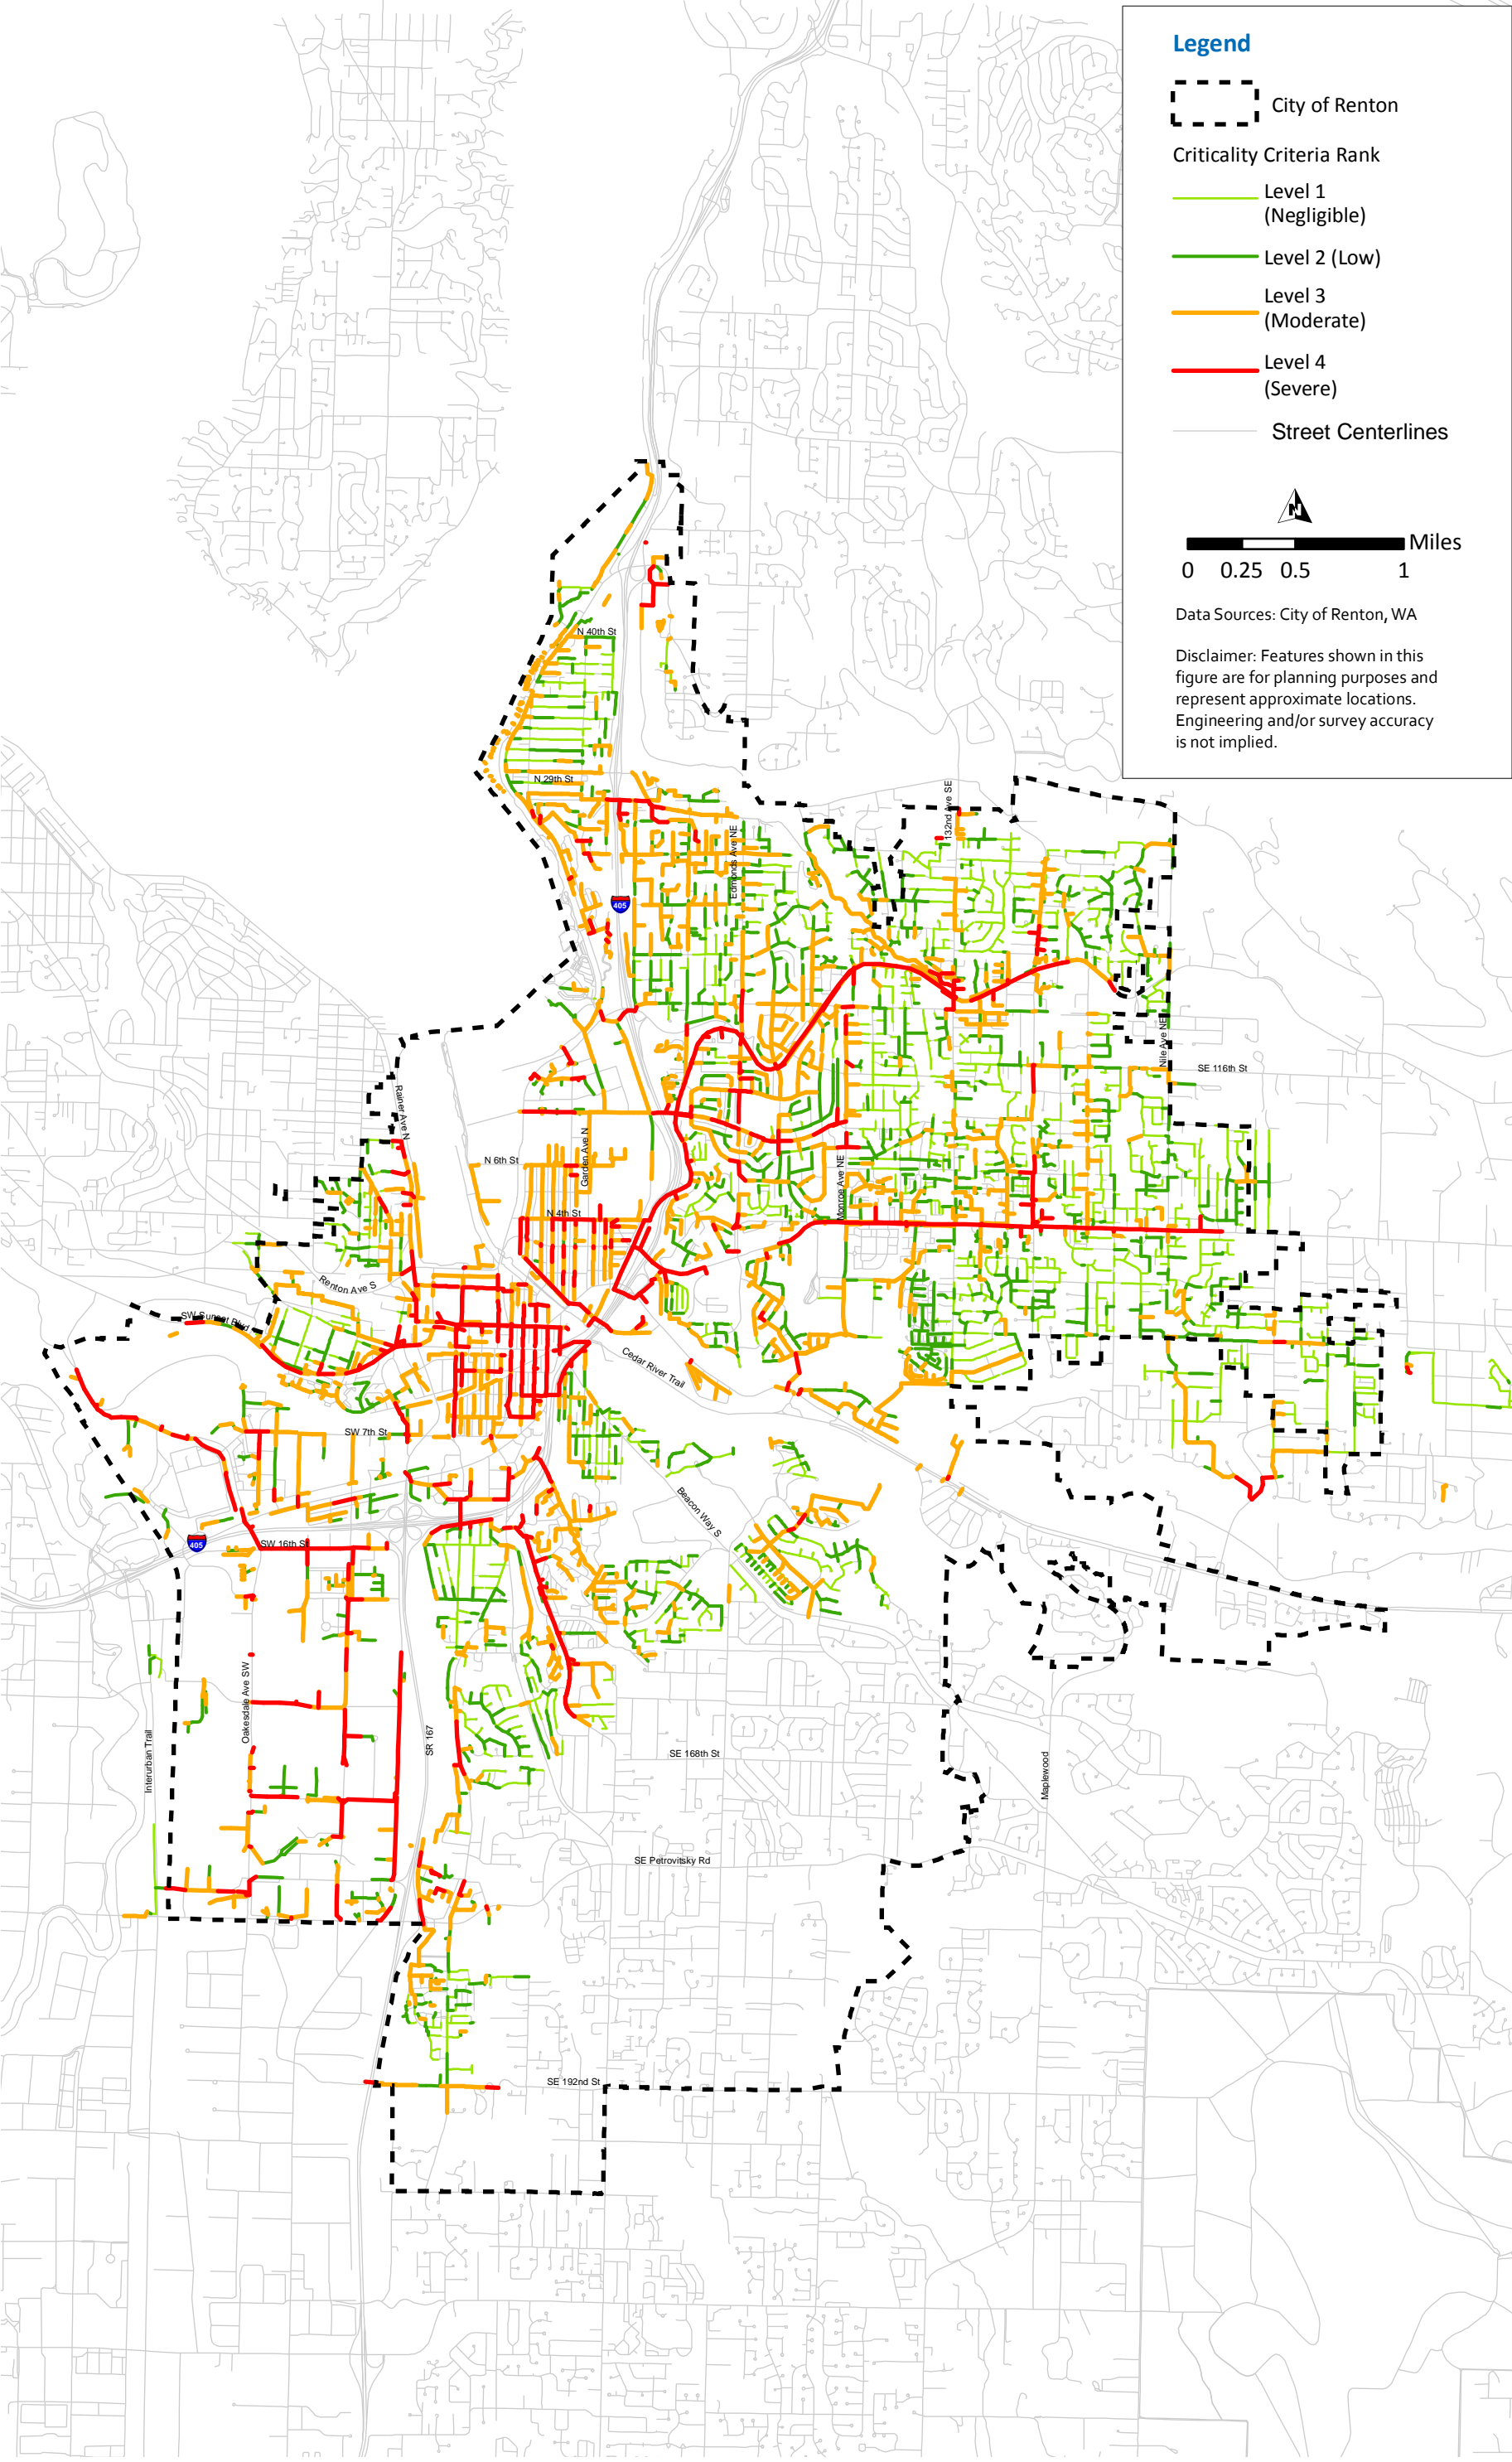 Legend
City of Renton
Criticality Criteria Rank
Level 1
(Negligible)
Level 2 (Low)
Level 3
(Moderate)
Level 4
(Severe)
Street Centerlines
N
Miles
0 0.25 0.5 1
Data Sources: City of Renton, WA
Disclaimer: Features shown in this
figure are for planning purposes and
represent approximate locations.
Engineering and/or survey accuracy
is not implied.
N 40th St
N 29th St
132nd Ave SE
Edmonds Ave NE
405
Nile Ave NE
SE 116th St
Rainer Ave N
Garden Ave N
N 6th St
Monroe Ave NE
N 4th St
Renton Ave S
SW Sunset Blvd
Cedar River Trail
SW 7th St
Beacon Way S
405
SW 16th St
Oakesdale Ave SW
Interurban Trail
SR 167
SE 168th St
Maplewood
SE Petrovitsky Rd
SE 192nd St